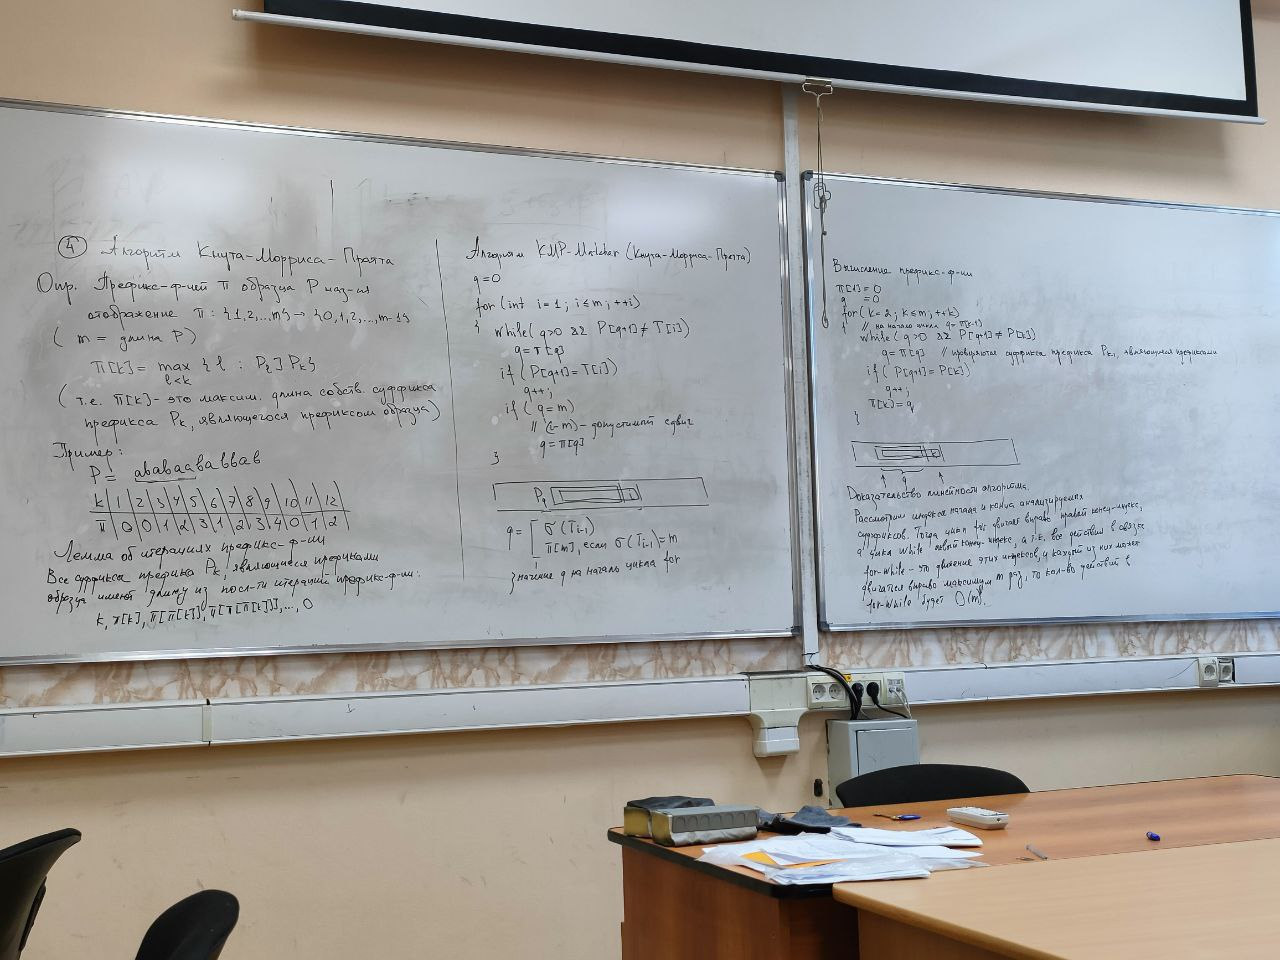 ④ Алгоритм Кнута-Морриса-Пратта
Опр. Префикс-ф-ией π образца P наз-ся
отображение π : {1,2,...,m} → {0,1,2,...,m-1}
( m = длина P )
π[k] = max {l : Pl ] Pk}
l<k
( т.е. π[k] - это максим. длина собств. суффикса
префикса Pk, являющегося префиксом образца)
Пример:
P = ababaababbab
k | 1 | 2 | 3 | 4 | 5 | 6 | 7 | 8 | 9 | 10 | 11 | 12
π | 0 | 0 | 1 | 2 | 3 | 1 | 2 | 3 | 4 | 0 | 1 | 2
Лемма об итерациях префикс-ф-ии
Все суффиксы префикса Pk, являющиеся префиксами
образца имеют длину из посл-ти итераций префикс-ф-ии:
k, π[k], π[π[k]], π[π[π[k]]],..., 0
Алгоритм KMP-Matcher (Кнута-Морриса-Пратта)
q=0
for (int i=1; i≤m; ++i)
{ while( q>0 && P[q+1] ≠ T[i])
q=π[q]
if (P[q+1]=T[i])
q++;
if (q=m)
// (i-m) - допустимый сдвиг
q=π[q]
}
Pq
q = [ σ(Ti-1)
π[m], если σ(Ti-1)=m
}значение q на начало цикла for
Вычисление префикс-ф-ии
π[1]=0
q =0
for( k=2; k≤m; ++k)
{ // на начало цикла q= π[k-1]
while( q>0 && P[q+1] ≠ P[k])
q=π[q] // проверяются суффиксы префикса Pk, являющиеся префиксами
if( P[q+1]=P[k])
q++;
π[k]=q
}
q
Доказательство линейности алгоритма.
Рассмотрим индексы начала и конца анализируемых
суффиксов. Тогда цикл for двигает вправо правый конец-индекс,
а цикл while левый конец-индекс, а т.к. все действия в связке
for-while - это движение этих индексов, и каждый из них может
двигаться вправо максимум m раз, то кол-во действий в
for-while будет O(m).